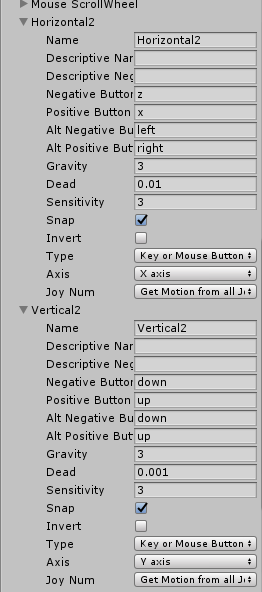 Mouse ScrollWheel
Horizontal2
Name Horizontal2
Descriptive Nar
Descriptive Neg
Negative Button z
Positive Button x
Alt Negative Bu left
Alt Positive But right
Gravity 3
Dead 0.01
Sensitivity 3
Snap
Invert
Type Key or Mouse Button
Axis X axis
Joy Num Get Motion from all J
Vertical2
Name Vertical2
Descriptive Nar
Descriptive Neg
Negative Button down
Positive Button up
Alt Negative Bu down
Alt Positive But up
Gravity 3
Dead 0.001
Sensitivity 3
Snap
Invert
Type Key or Mouse Button
Axis Y axis
Joy Num Get Motion from all J